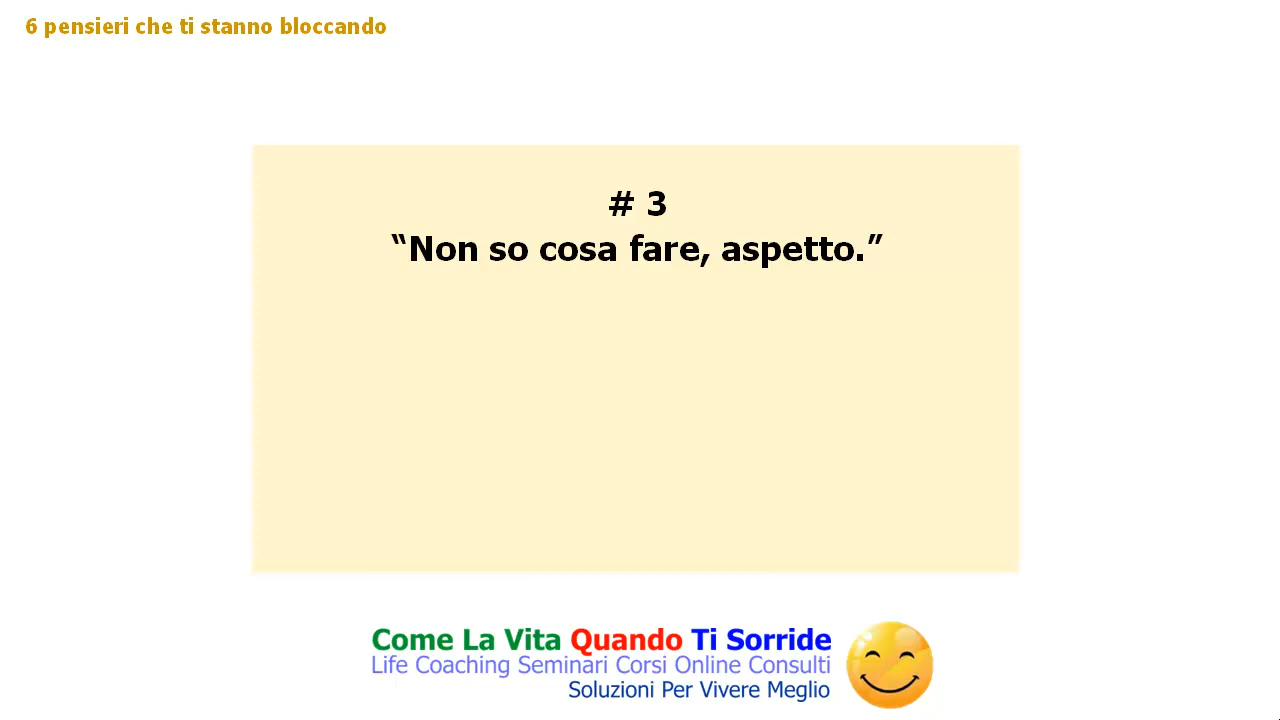 6 pensieri che ti stanno bloccando
# 3
“Non so cosa fare, aspetto.”
Come La Vita Quando Ti Sorride
Life Coaching Seminari Corsi Online Consulti
Soluzioni Per Vivere Meglio